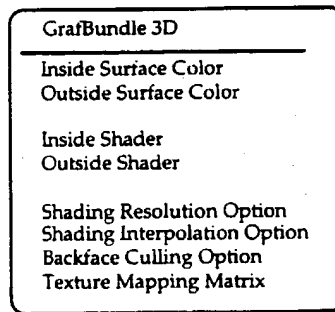 GrafBundle 3D
Inside Surface Color
Outside Surface Color
Inside Shader
Outside Shader
Shading Resolution Option
Shading Interpolation Option
Backface Culling Option
Texture Mapping Matrix